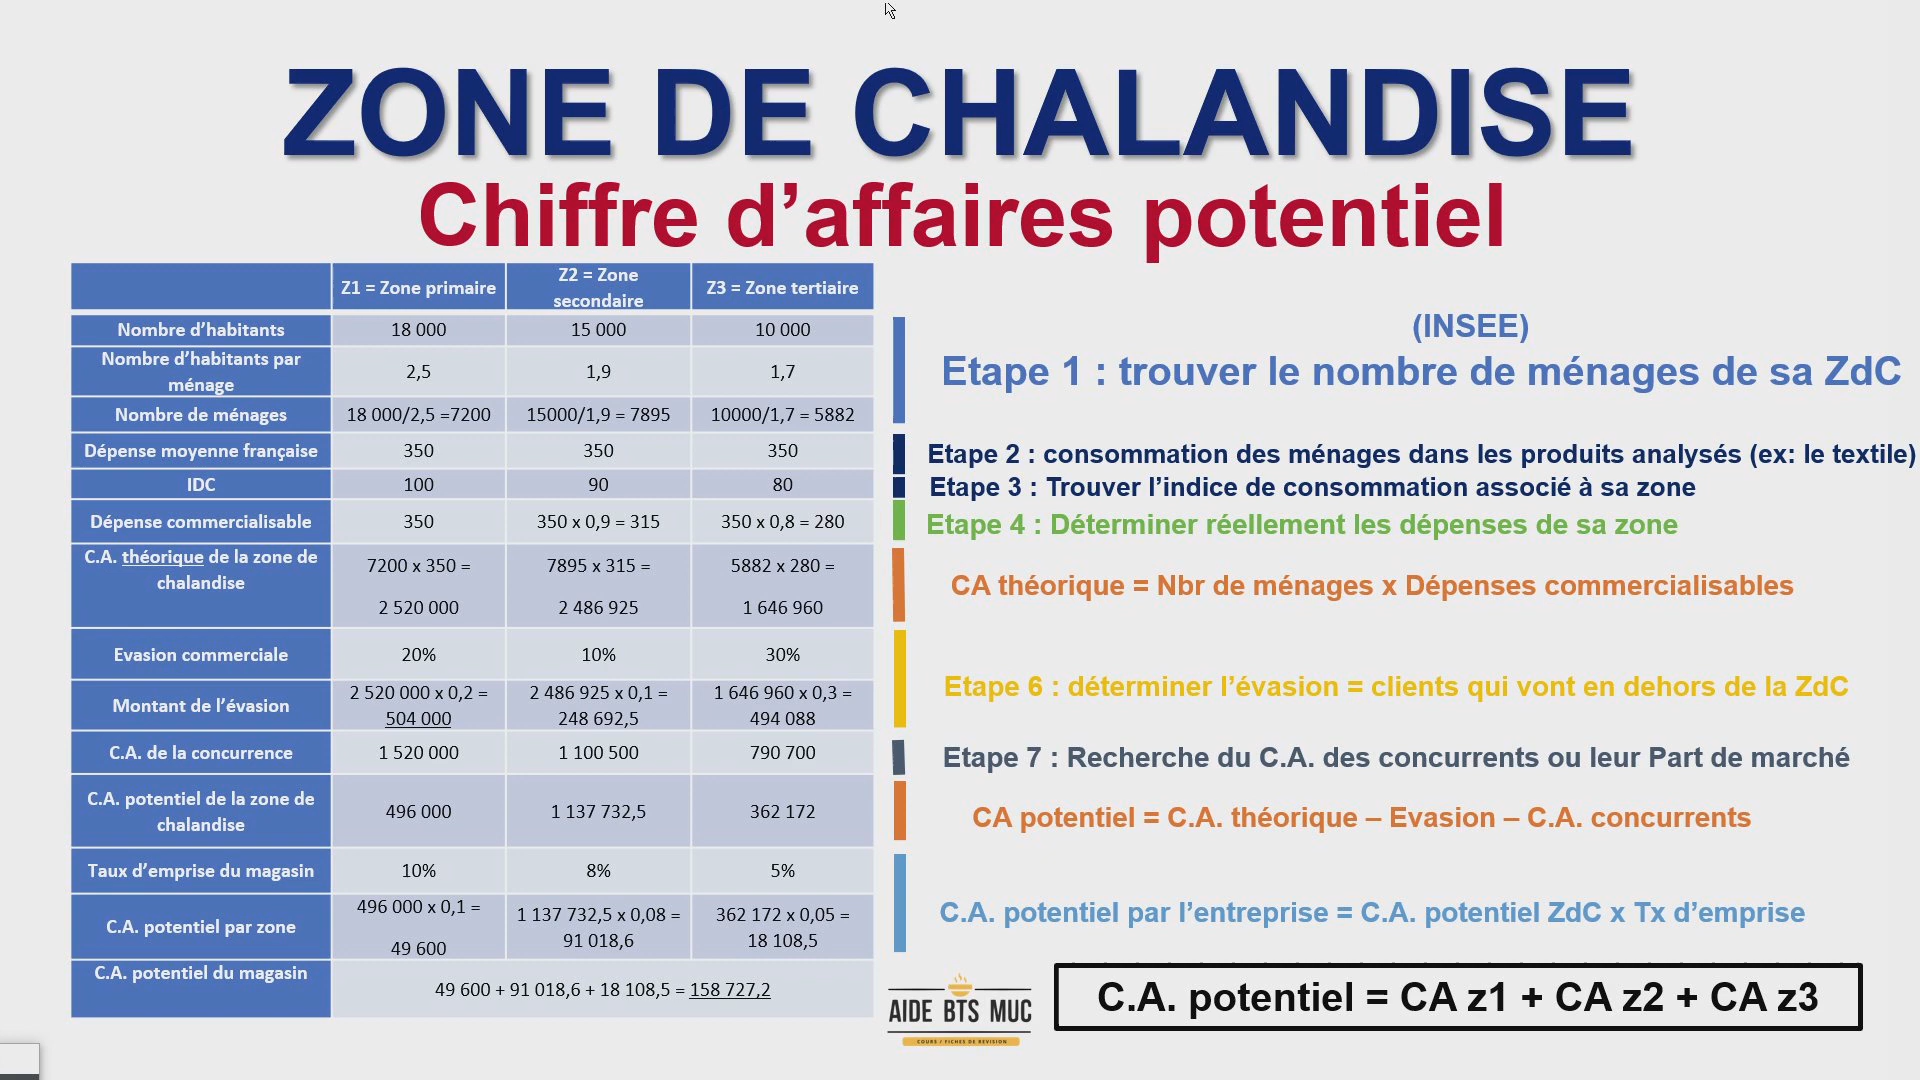 ZONE DE CHALANDISE
Chiffre d’affaires potentiel
Z1 = Zone primaire
Z2 = Zone
secondaire
Z3 = Zone tertiaire
Nombre d’habitants
18 000
15 000
10 000
Nombre d’habitants par
ménage
2,5
1,9
1,7
Nombre de ménages
18 000/2,5 =7200
15000/1,9 = 7895
10000/1,7 = 5882
Dépense moyenne française
350
350
350
IDC
100
90
80
Dépense commercialisable
350
350 x 0,9 = 315
350 x 0,8 = 280
C.A. théorique de la zone de
chalandise
7200 x 350 =
2 520 000
7895 x 315 =
2 486 925
5882 x 280 =
1 646 960
Evasion commerciale
20%
10%
30%
Montant de l’évasion
2 520 000 x 0,2 =
504 000
2 486 925 x 0,1 =
248 692,5
1 646 960 x 0,3 =
494 088
C.A. de la concurrence
1 520 000
1 100 500
790 700
C.A. potentiel de la zone de
chalandise
496 000
1 137 732,5
362 172
Taux d’emprise du magasin
10%
8%
5%
C.A. potentiel par zone
496 000 x 0,1 =
49 600
1 137 732,5 x 0,08 =
91 018,6
362 172 x 0,05 =
18 108,5
C.A. potentiel du magasin
49 600 + 91 018,6 + 18 108,5 = 158 727,2
(INSEE)
Etape 1 : trouver le nombre de ménages de sa ZdC
Etape 2 : consommation des ménages dans les produits analysés (ex: le textile)
Etape 3 : Trouver l’indice de consommation associé à sa zone
Etape 4 : Déterminer réellement les dépenses de sa zone
CA théorique = Nbr de ménages x Dépenses commercialisables
Etape 6 : déterminer l’évasion = clients qui vont en dehors de la ZdC
Etape 7 : Recherche du C.A. des concurrents ou leur Part de marché
CA potentiel = C.A. théorique – Evasion – C.A. concurrents
C.A. potentiel par l’entreprise = C.A. potentiel ZdC x Tx d’emprise
AIDE BTS MUC
COURS / FICHES DE REVISION
C.A. potentiel = CA z1 + CA z2 + CA z3